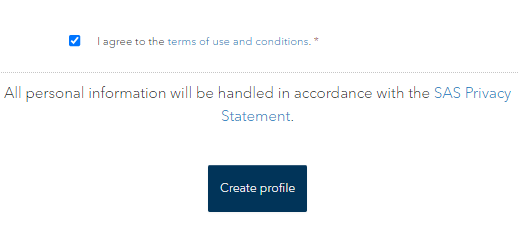 I agree to the terms of use and conditions. *
All personal information will be handled in accordance with the SAS Privacy
Statement.
Create profile